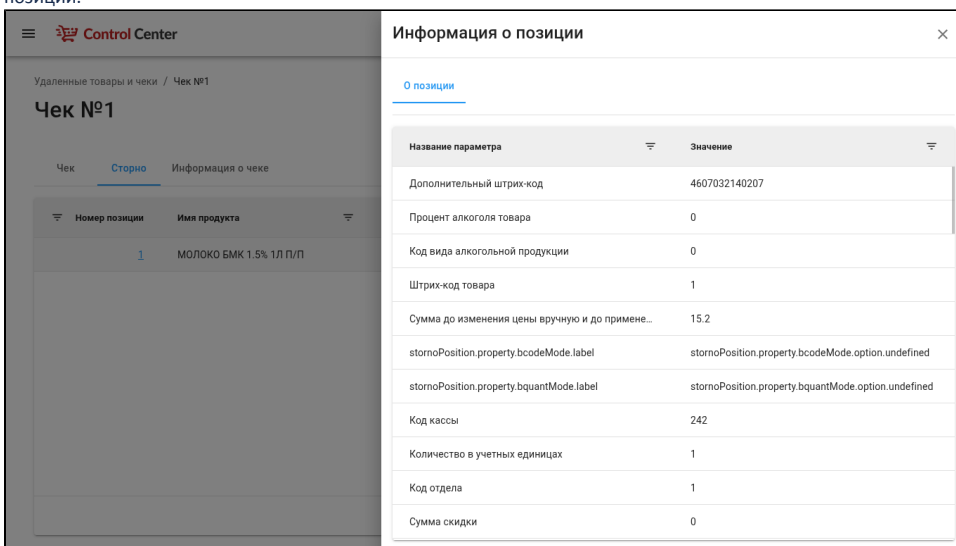 позиции.
Control Center
Удаленные товары и чеки / Чек №1
Чек №1
Чек Сторно Информация о чеке
Номер позиции Имя продукта
1 МОЛОКО БМК 1.5% 1Л П/П
Информация о позиции
О позиции
Название параметра Значение
Дополнительный штрих-код 4607032140207
Процент алкоголя товара 0
Код вида алкогольной продукции 0
Штрих-код товара 1
Сумма до изменения цены вручную и до примене... 15.2
stornoPosition.property.bcodeMode.label stornoPosition.property.bcodeMode.option.undefined
stornoPosition.property.bquantMode.label stornoPosition.property.bquantMode.option.undefined
Код кассы 242
Количество в учетных единицах 1
Код отдела 1
Сумма скидки 0